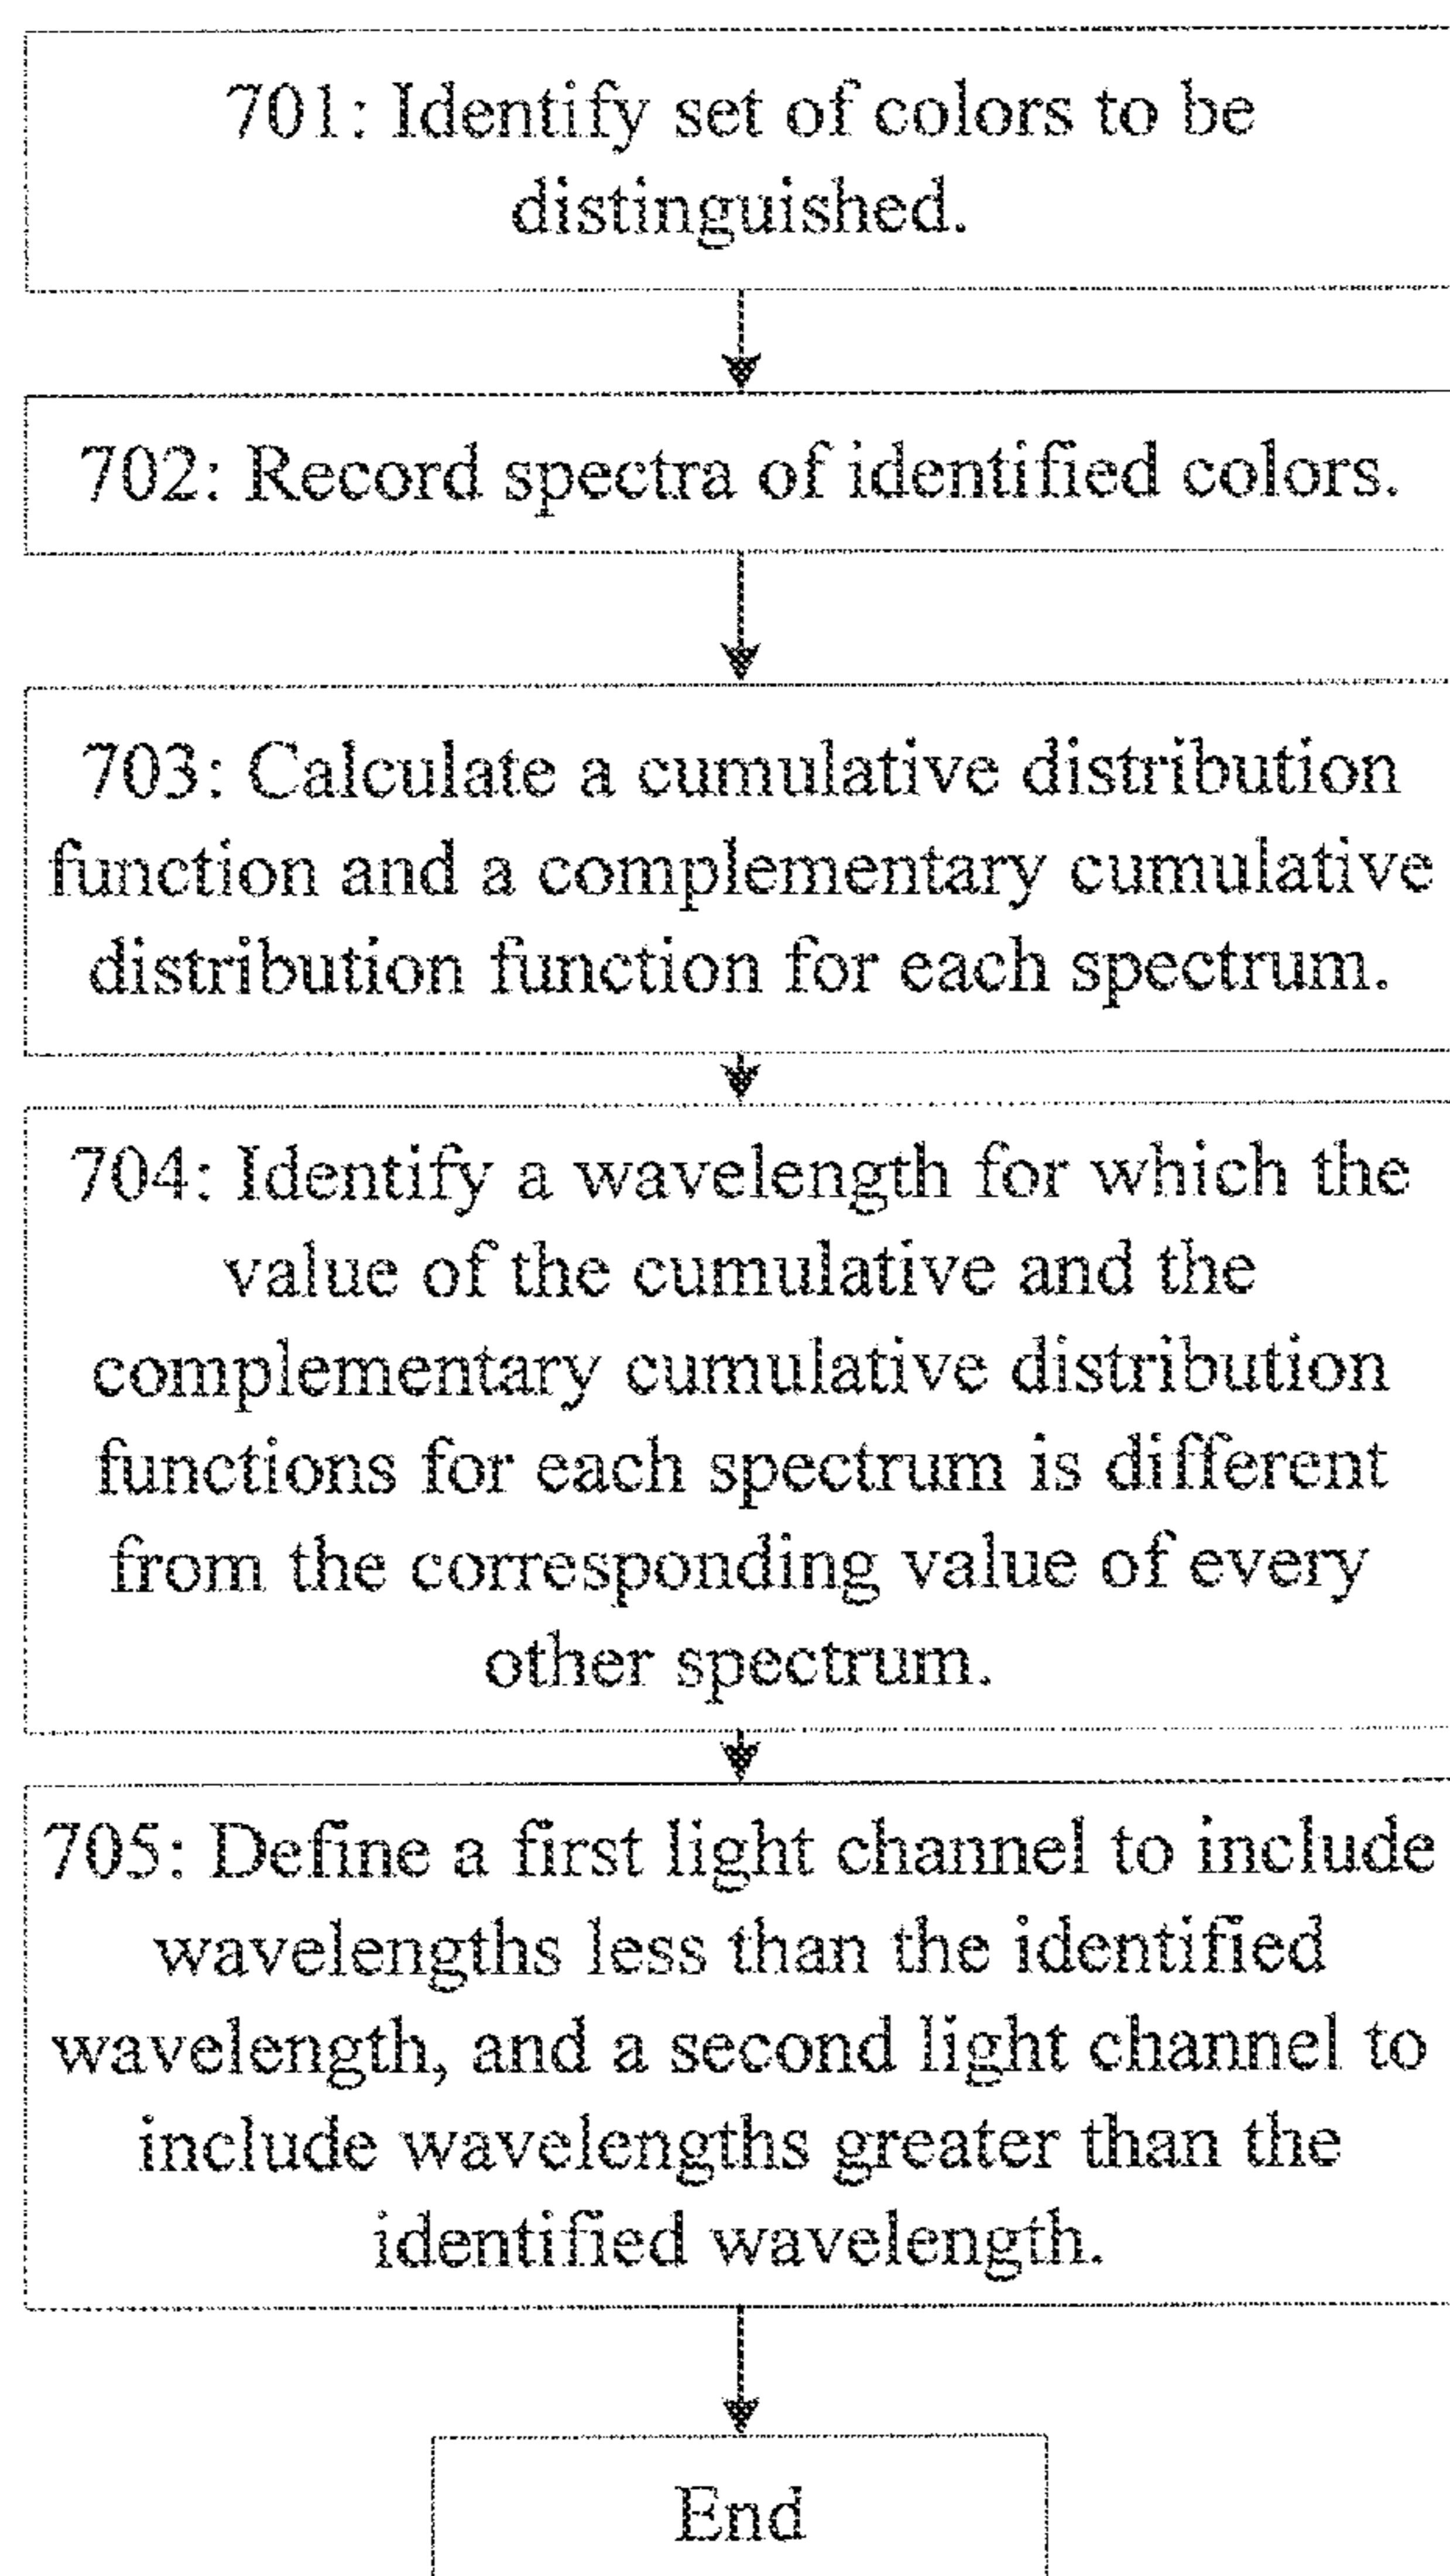 701: Identify set of colors to be
distinguished.
702: Record spectra of identified colors.
703: Calculate a cumulative distribution
function and a complementary cumulative
distribution function for each spectrum.
704: Identify a wavelength for which the
value of the cumulative and the
complementary cumulative distribution
functions for each spectrum is different
from the corresponding value of every
other spectrum.
705: Define a first light channel to include
wavelengths less than the identified
wavelength, and a second light channel to
include wavelengths greater than the
identified wavelength.
End